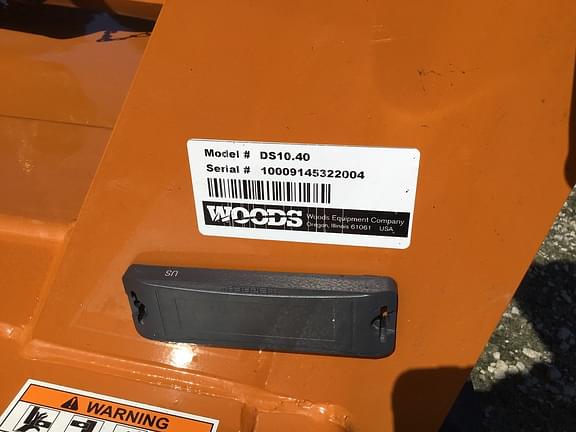 Model # DS10.40
Serial # 10009145322004
WOODS Woods Equipment Company
Oregon, Illinois 61061 USA
US
WARNING